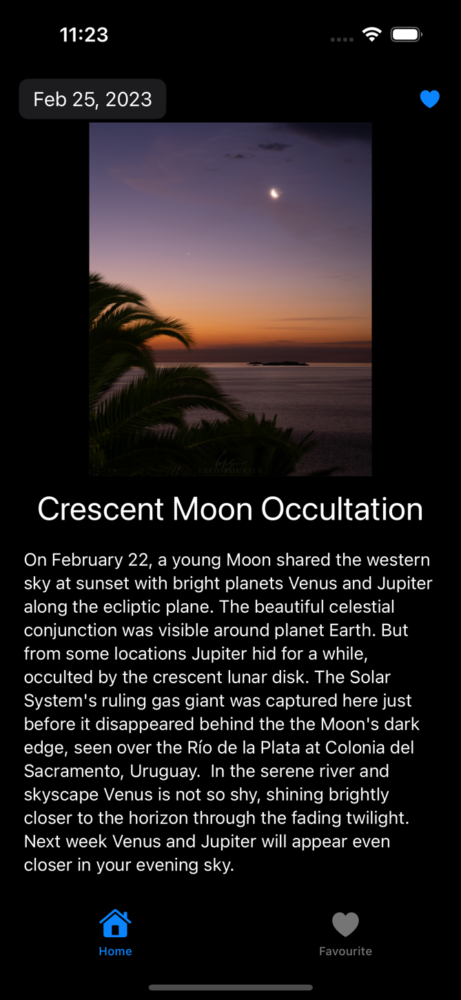 11:23
Feb 25, 2023
TEFO BOUVIER
Crescent Moon Occultation
On February 22, a young Moon shared the western
sky at sunset with bright planets Venus and Jupiter
along the ecliptic plane. The beautiful celestial
conjunction was visible around planet Earth. But
from some locations Jupiter hid for a while,
occulted by the crescent lunar disk. The Solar
System's ruling gas giant was captured here just
before it disappeared behind the the Moon's dark
edge, seen over the Río de la Plata at Colonia del
Sacramento, Uruguay.  In the serene river and
skyscape Venus is not so shy, shining brightly
closer to the horizon through the fading twilight.
Next week Venus and Jupiter will appear even
closer in your evening sky.
Home
Favourite